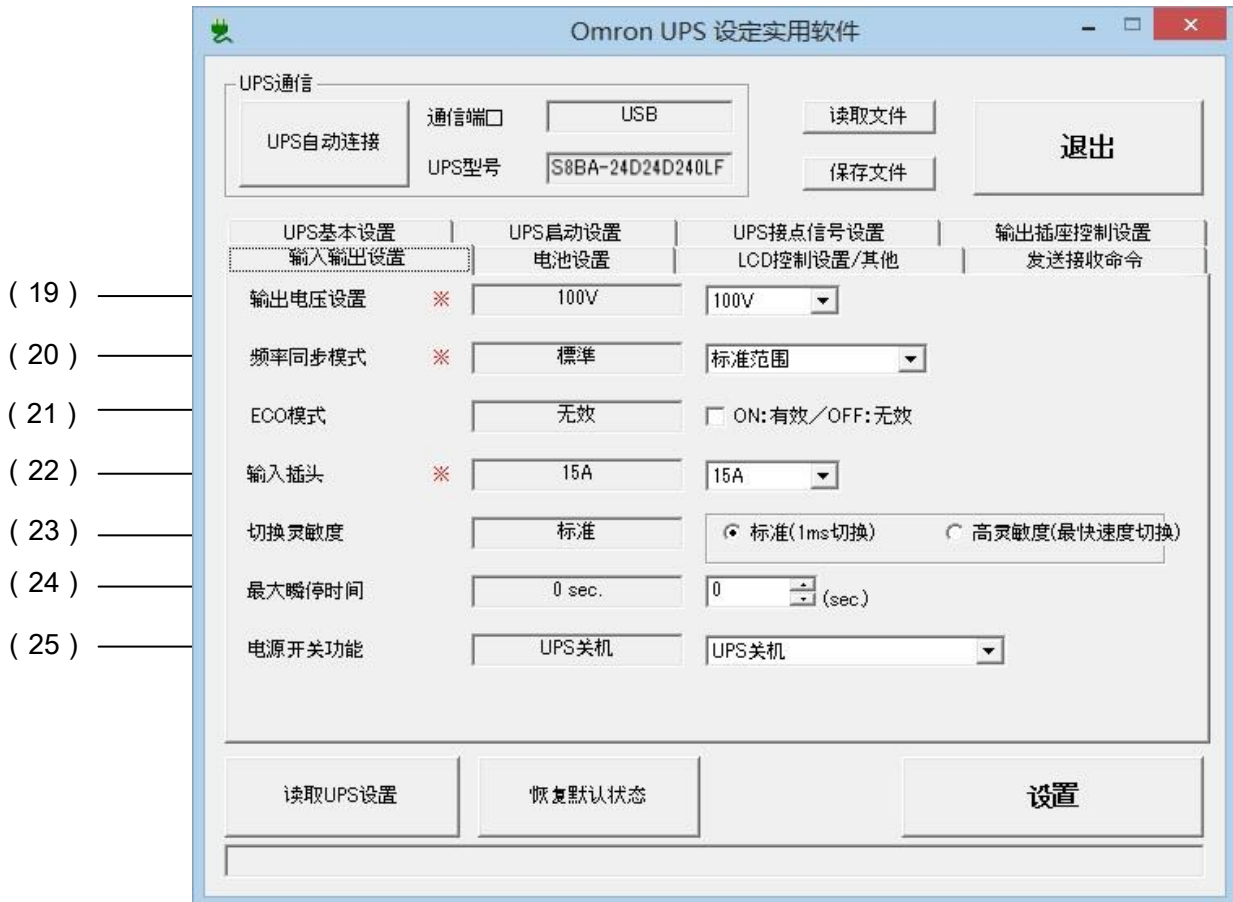 Omron UPS 设定实用软件
UPS通信
UPS自动连接
通信端口
USB
UPS型号
S8BA-24D24D240LF
读取文件
保存文件
退出
UPS基本设置
UPS启动设置
UPS接点信号设置
输出插座控制设置
输入输出设置
电池设置
LCD控制设置/其他
发送接收命令
(19)
输出电压设置 ※ 100V 100V
(20)
频率同步模式 ※ 標準 标准范围
(21)
ECO模式 无效 ON:有效／OFF:无效
(22)
输入插头 ※ 15A 15A
(23)
切换灵敏度 标准 标准(1ms切换) 高灵敏度(最快速度切换)
(24)
最大瞬停时间 0 sec. 0 (sec.)
(25)
电源开关功能 UPS关机 UPS关机
读取UPS设置
恢复默认状态
设置